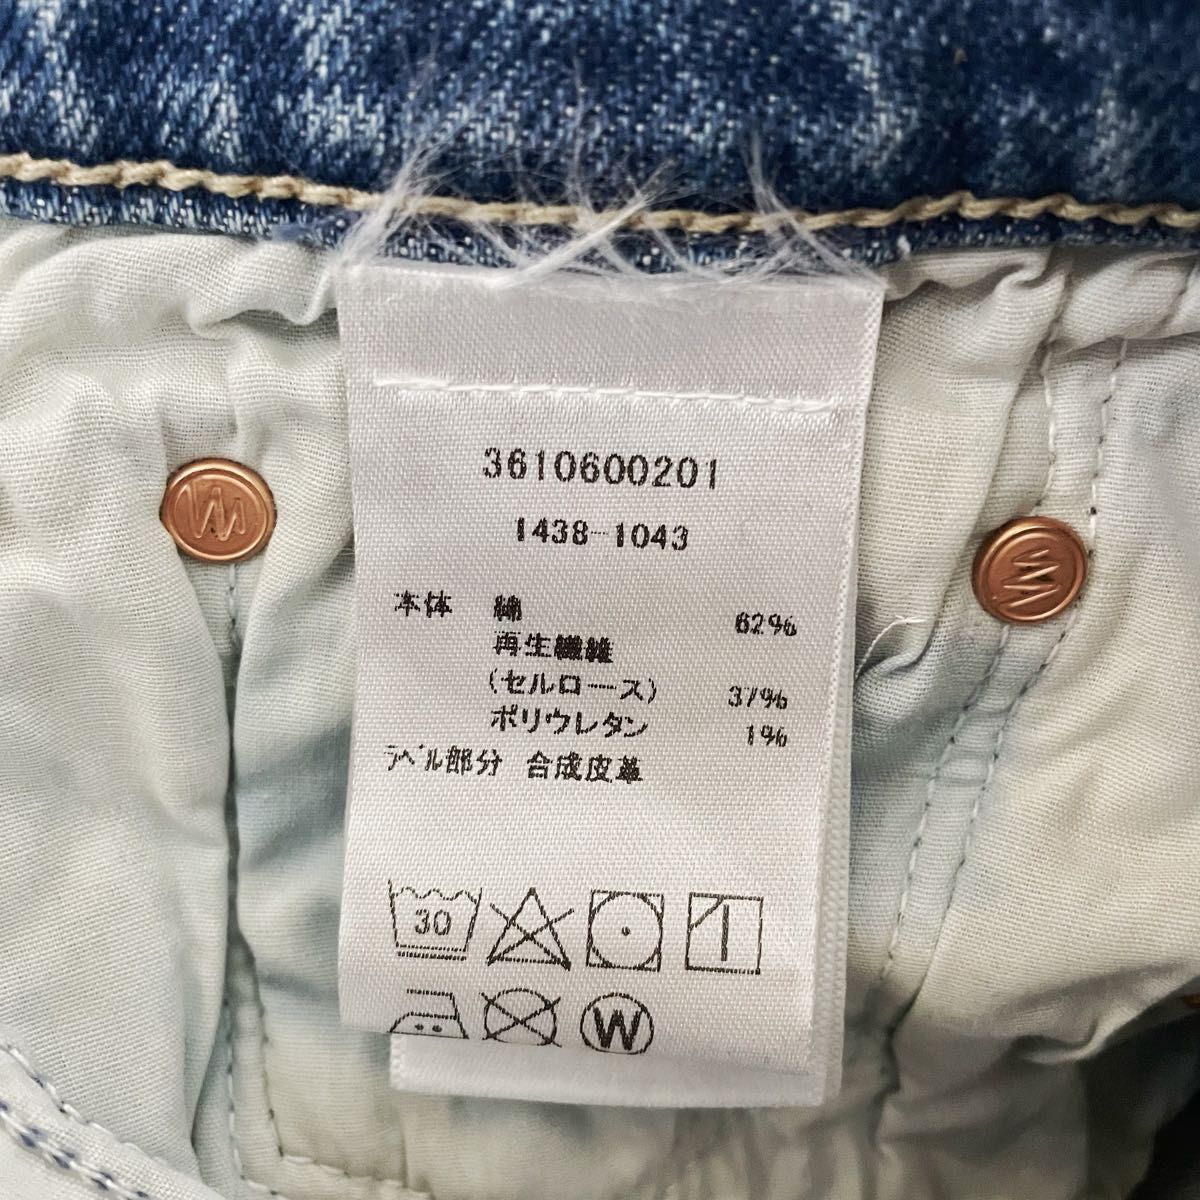 3610600201
1438-1043
本体 綿 62%
再生繊維
(セルロース) 37%
ポリウレタン 1%
ラベル部分 合成皮革
30
W